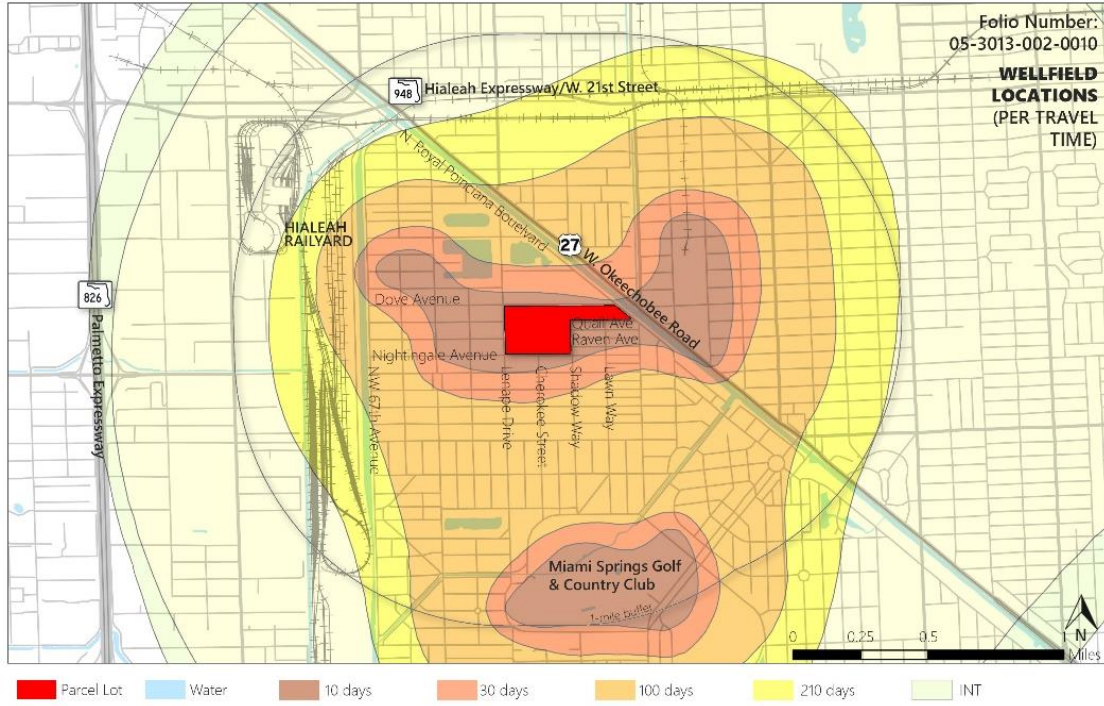 Folio Number:
05-3013-002-0010
WELLFIELD
LOCATIONS
(PER TRAVEL
TIME)
948
Hialeah Expressway/W. 21st Street
N. Royal Poinciana Bouelvard
HIALEAH
RAILYARD
27
W. Okeechobee Road
826
Palmetto Expressway
Dove Avenue
Quail Ave
Raven Ave
Nightingale Avenue
NW 67th Avenue
Lenape Drive
Cherokee Street
Shadow Way
Lawn Way
Miami Springs Golf
& Country Club
1-mile buffer
N
0 0.25 0.5 1
Miles
Parcel Lot Water 10 days 30 days 100 days 210 days INT